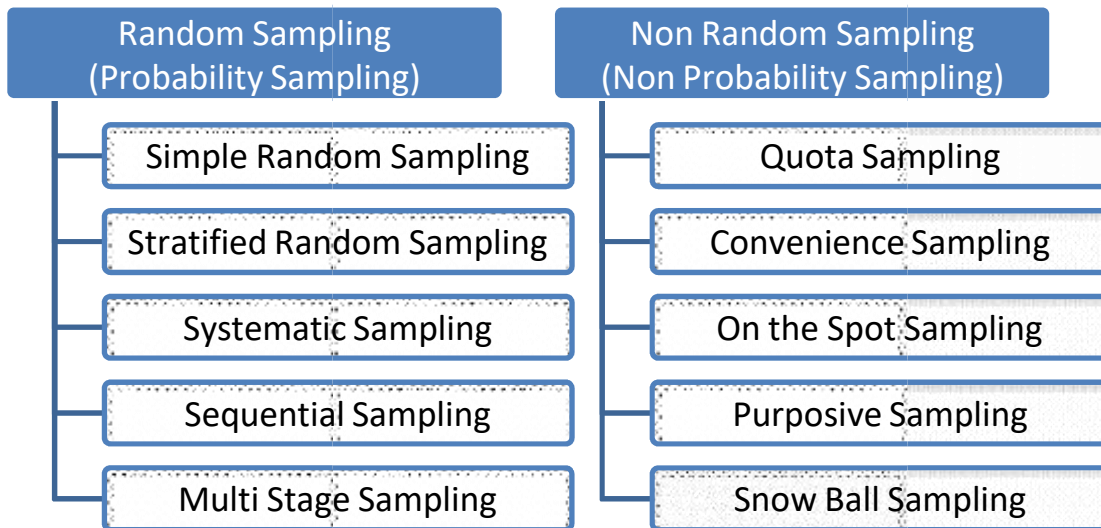 Random Sampling
(Probability Sampling)
Simple Random Sampling
Stratified Random Sampling
Systematic Sampling
Sequential Sampling
Multi Stage Sampling
Non Random Sampling
(Non Probability Sampling)
Quota Sampling
Convenience Sampling
On the Spot Sampling
Purposive Sampling
Snow Ball Sampling